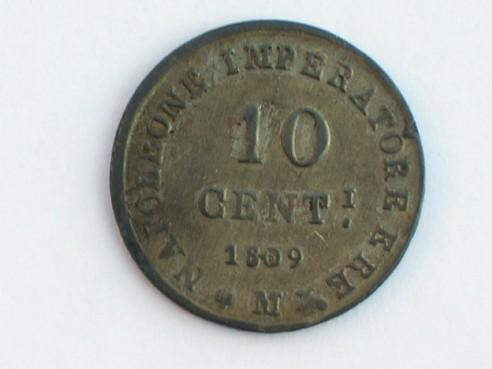 NAPOLEONE IMPERATORE E RE
10
CENT.I
1809
M